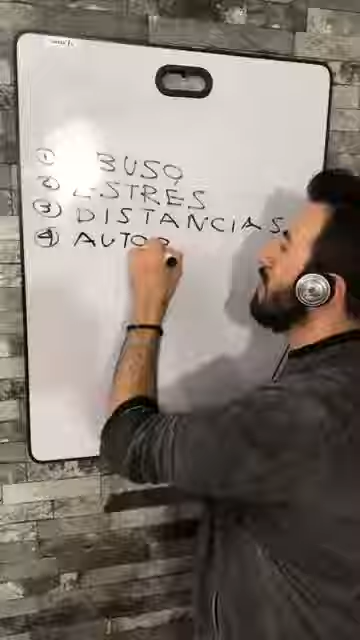 ① BUSO
② ESTRES
③ DISTANCIAS
④ AUTO